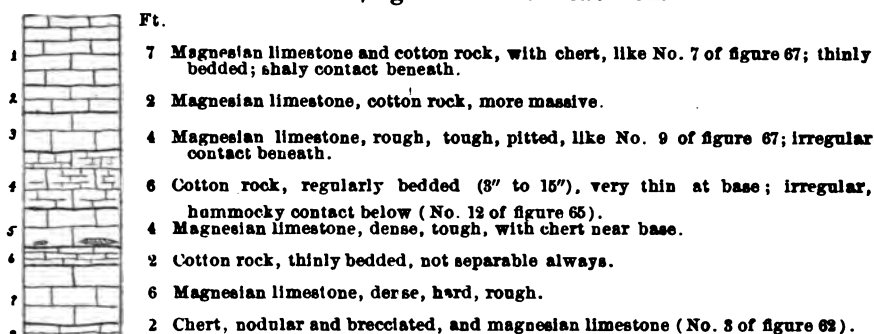 Ft.
1 7 Magnesian limestone and cotton rock, with chert, like No. 7 of figure 67; thinly
bedded; shaly contact beneath.
2 2 Magnesian limestone, cotton rock, more massive.
3 4 Magnesian limestone, rough, tough, pitted, like No. 9 of figure 67; irregular
contact beneath.
4 6 Cotton rock, regularly bedded (3" to 15"), very thin at base; irregular,
hummocky contact below (No. 12 of figure 65).
5 4 Magnesian limestone, dense, tough, with chert near base.
6 2 Cotton rock, thinly bedded, not separable always.
7 6 Magnesian limestone, derse, hard, rough.
2 Chert, nodular and brecciated, and magnesian limestone (No. 3 of figure 62).